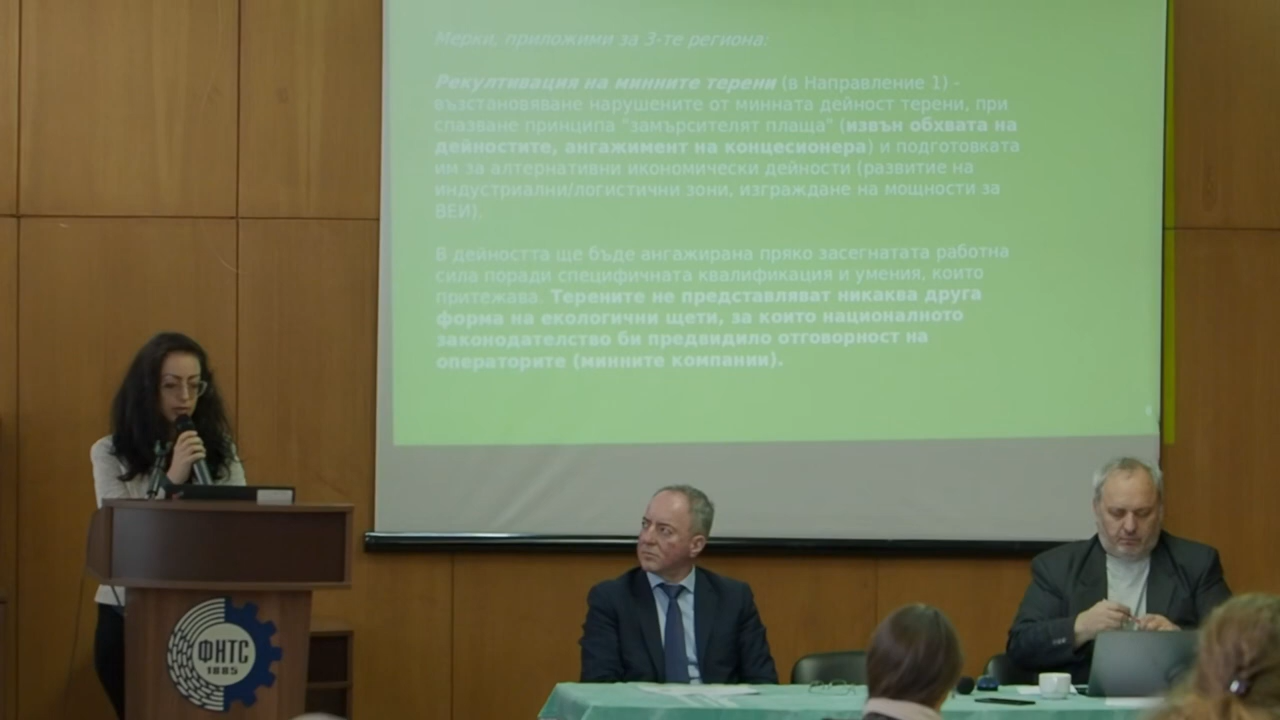 Мерки, приложими за 3-те региона:
Рекултивация на минните терени (в Направление 1) -
възстановяване нарушените от минната дейност терени, при
спазване принципа "замърсителят плаща" (извън обхвата на
дейностите, ангажимент на концесионера) и подготовката
им за алтернативни икономически дейности (развитие на
индустриални/логистични зони, изграждане на мощности за
ВЕИ).
В дейността ще бъде ангажирана пряко засегнатата работна
сила поради специфичната квалификация и умения, които
притежава. Терените не представляват никаква друга
форма на екологични щети, за които националното
законодателство би предвидило отговорност на
операторите (минните компании).
ФНТС
1885